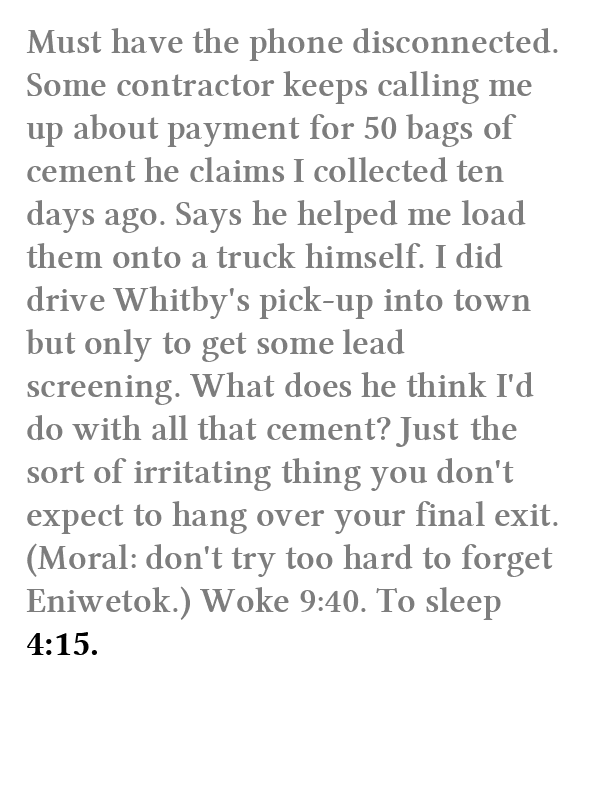 Must have the phone disconnected.
Some contractor keeps calling me
up about payment for 50 bags of
cement he claims I collected ten
days ago. Says he helped me load
them onto a truck himself. I did
drive Whitby's pick-up into town
but only to get some lead
screening. What does he think I'd
do with all that cement? Just the
sort of irritating thing you don't
expect to hang over your final exit.
(Moral: don't try too hard to forget
Eniwetok.) Woke 9:40. To sleep
4:15.